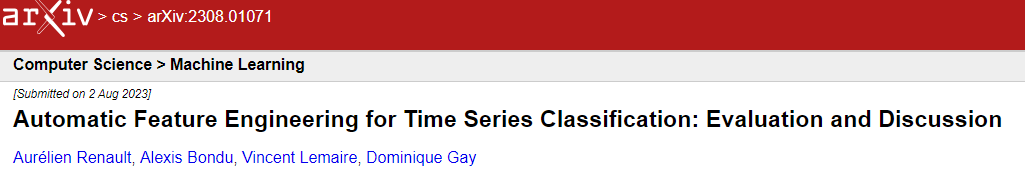 arXiv > cs > arXiv:2308.01071
Computer Science > Machine Learning
[Submitted on 2 Aug 2023]
Automatic Feature Engineering for Time Series Classification: Evaluation and Discussion
Aurélien Renault, Alexis Bondu, Vincent Lemaire, Dominique Gay